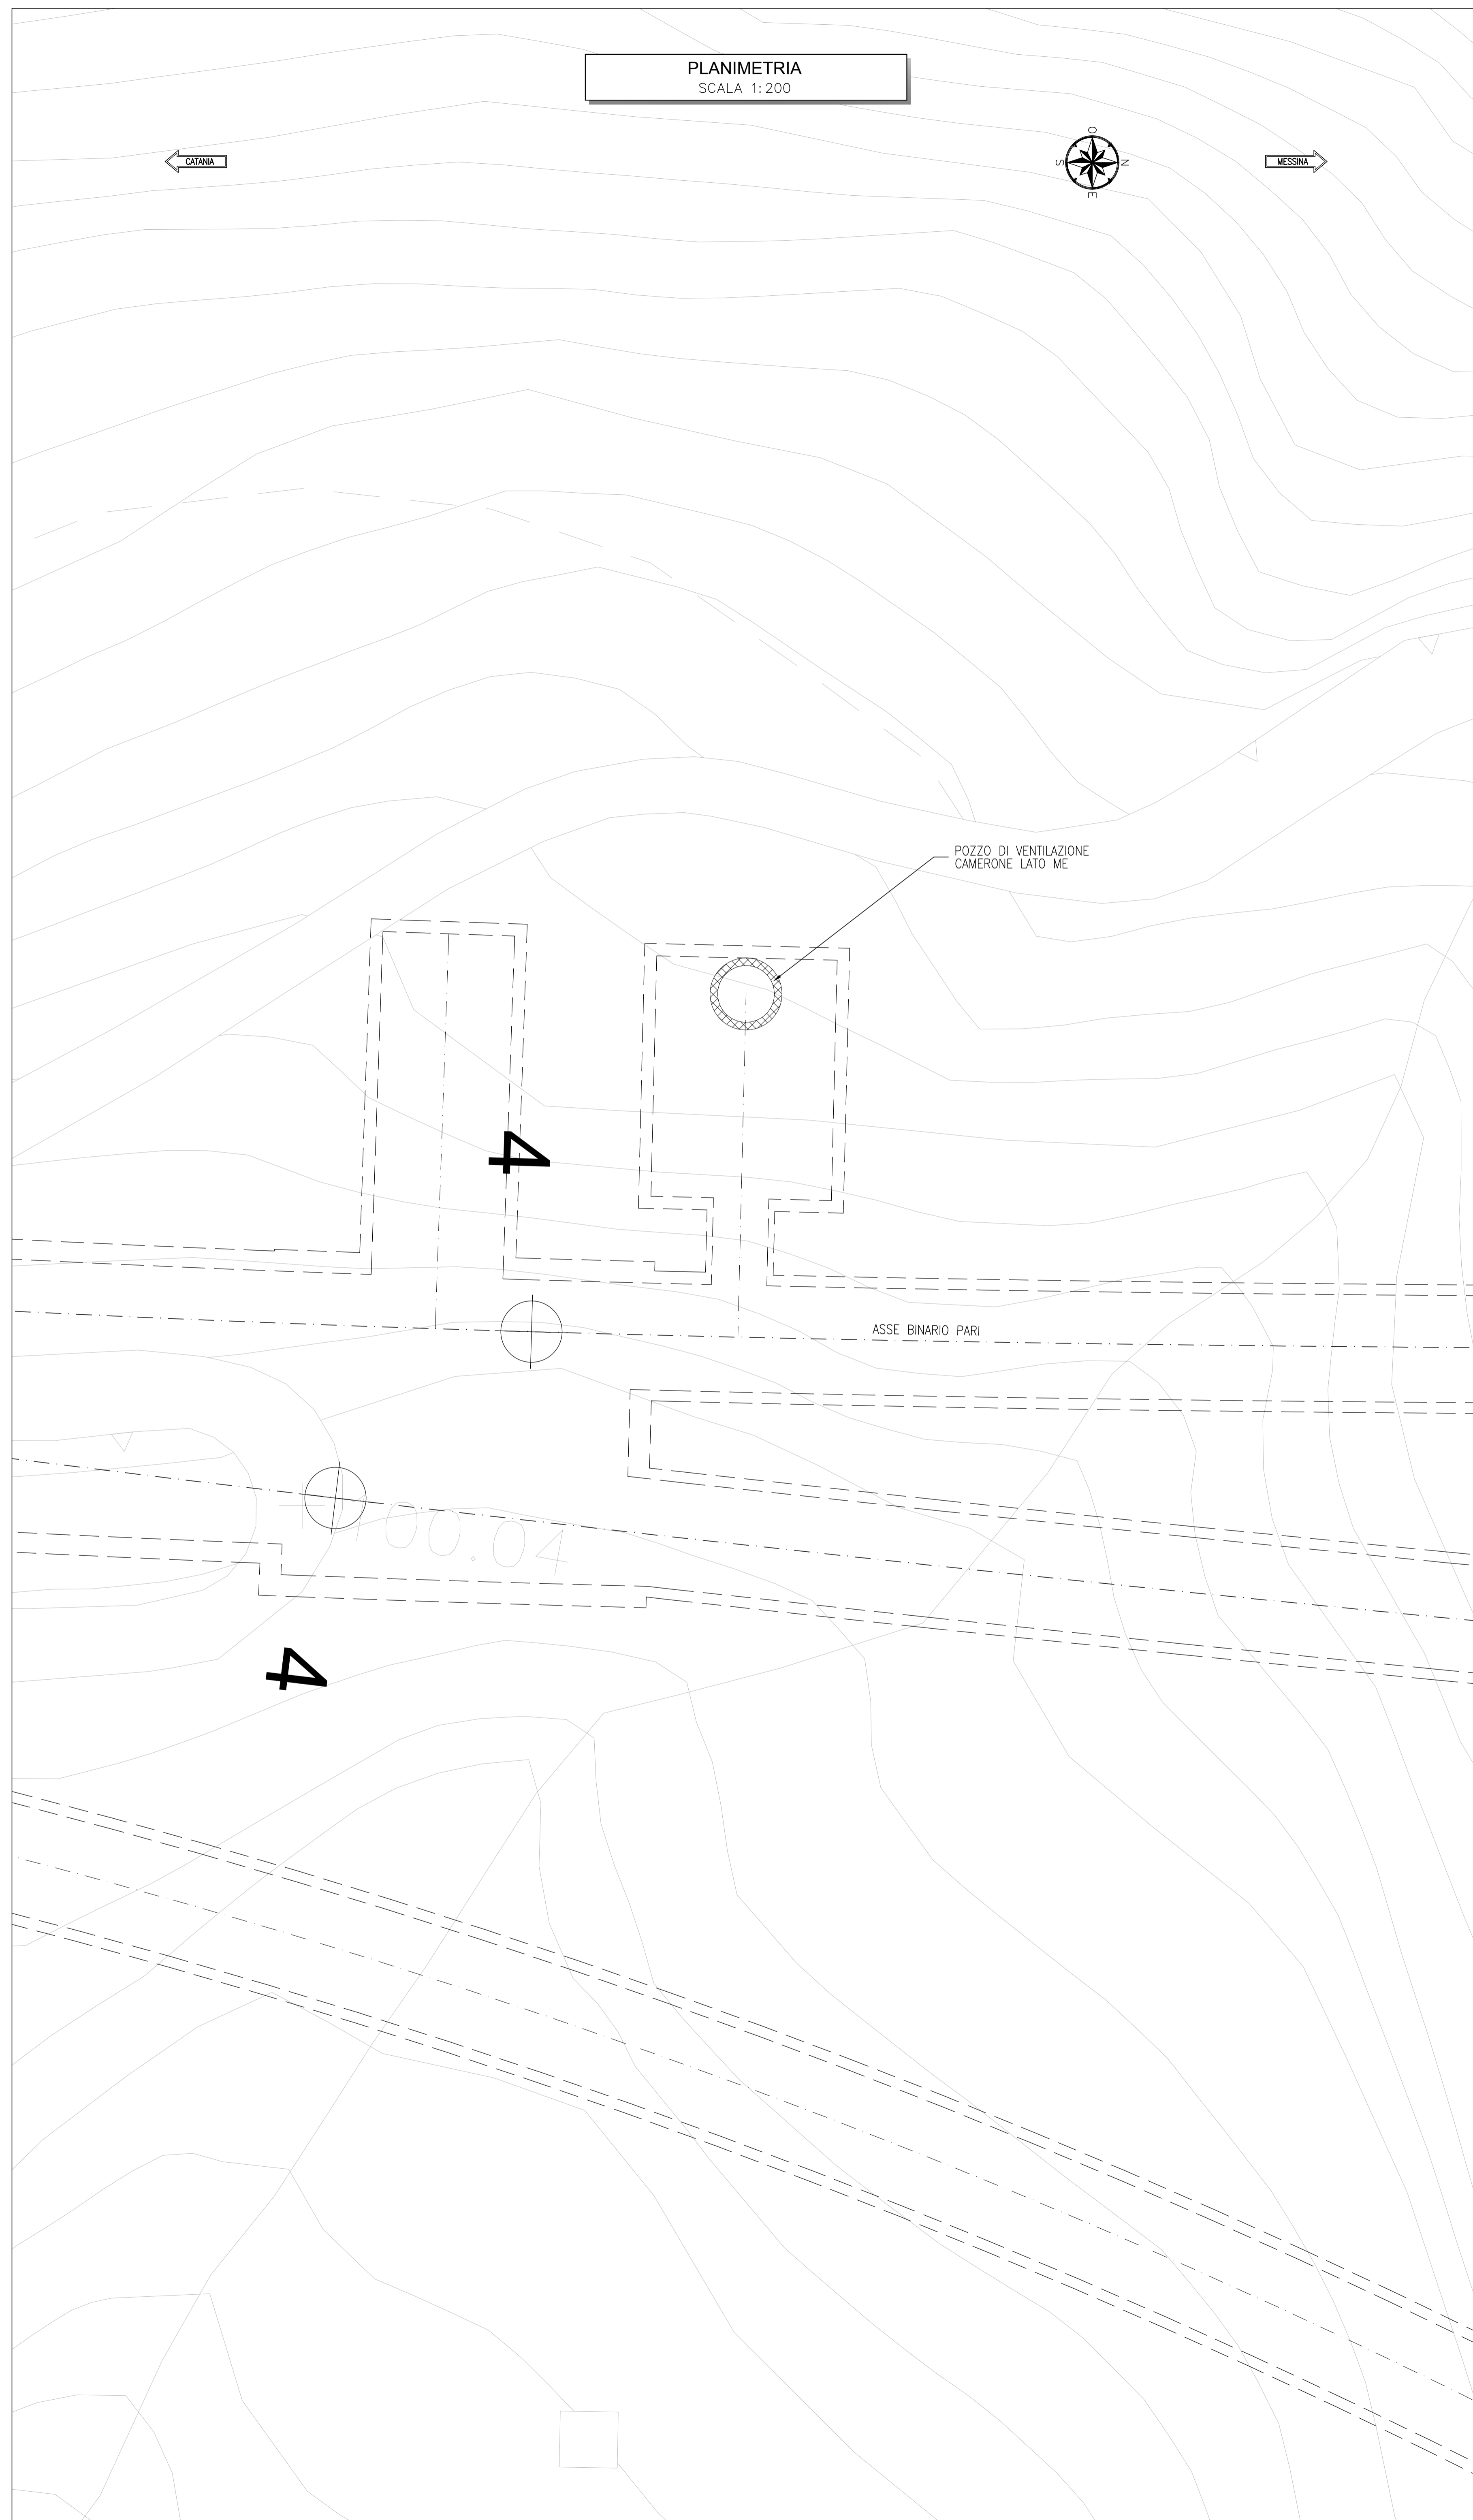 PLANIMETRIA
SCALA 1:200
CATANIA
O
S
N
E
MESSINA
POZZO DI VENTILAZIONE
CAMERONE LATO ME
4
ASSE BINARIO PARI
4